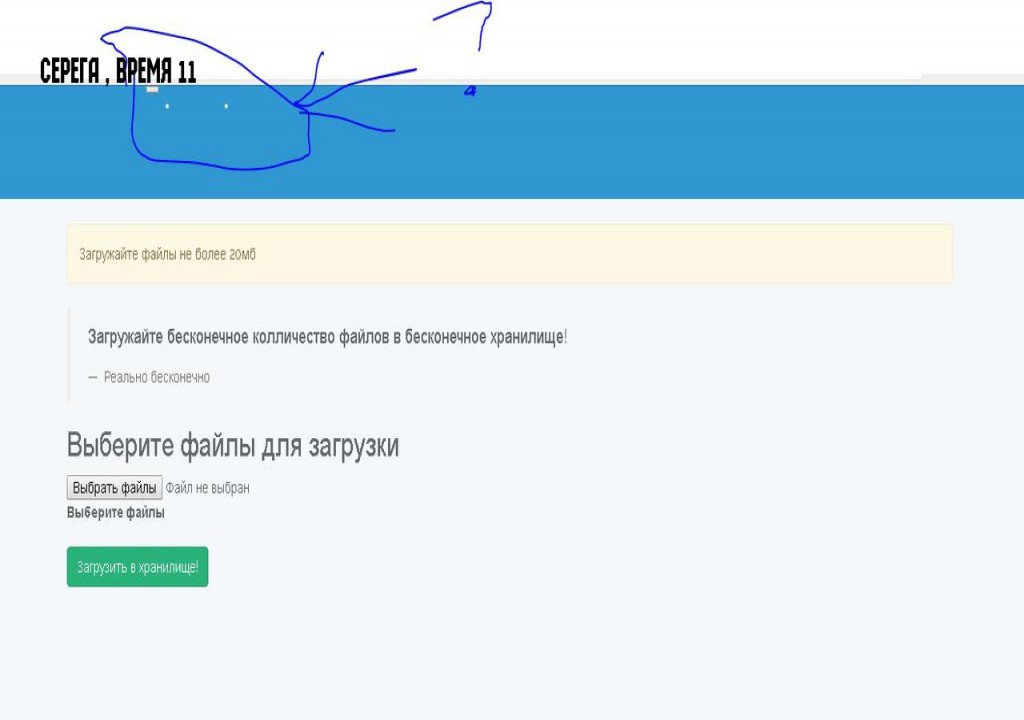 СЕРЕГА , ВРЕМЯ 11
?
Загружайте файлы не более 20мб
Загружайте бесконечное колличество файлов в бесконечное хранилище!
— Реально бесконечно
Выберите файлы для загрузки
Выбрать файлы Файл не выбран
Выберите файлы
Загрузить в хранилище!